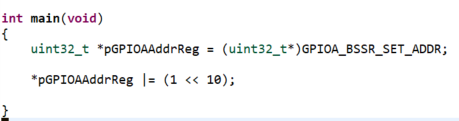 int main(void)
{
uint32_t *pGPIOAAddrReg = (uint32_t*)GPIOA_BSSR_SET_ADDR;
*pGPIOAAddrReg |= (1 << 10);
}